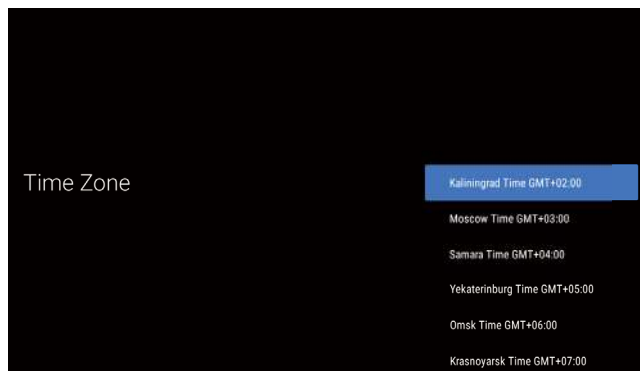 Time Zone
Kaliningrad Time GMT+02:00
Moscow Time GMT+03:00
Samara Time GMT+04:00
Yekaterinburg Time GMT+05:00
Omsk Time GMT+06:00
Krasnoyarsk Time GMT+07:00